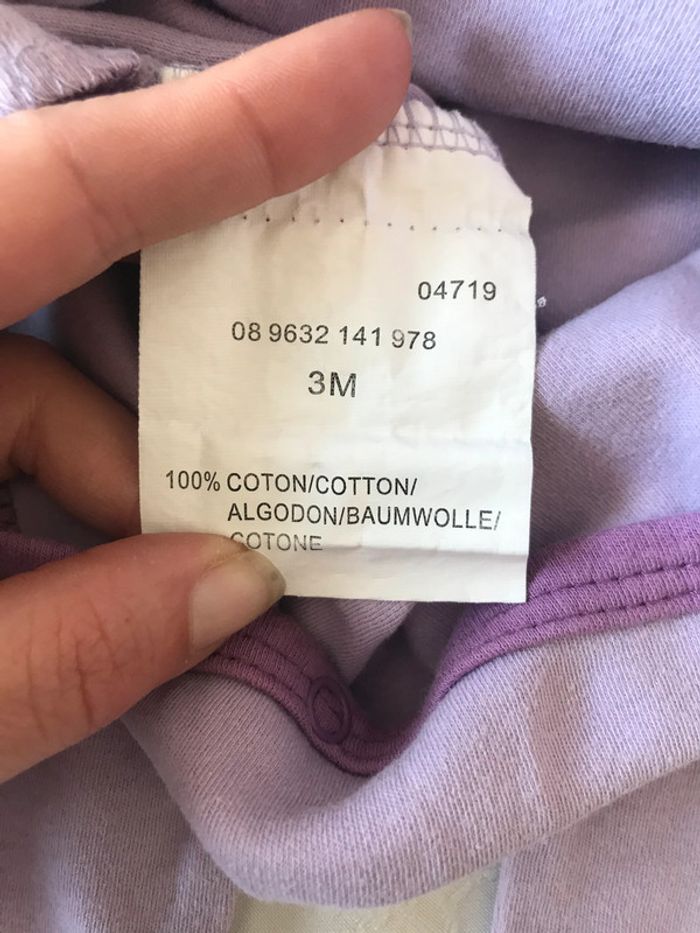 04719
08 9632 141 978
3M
100% COTON/COTTON/
ALGODON/BAUMWOLLE/
COTONE